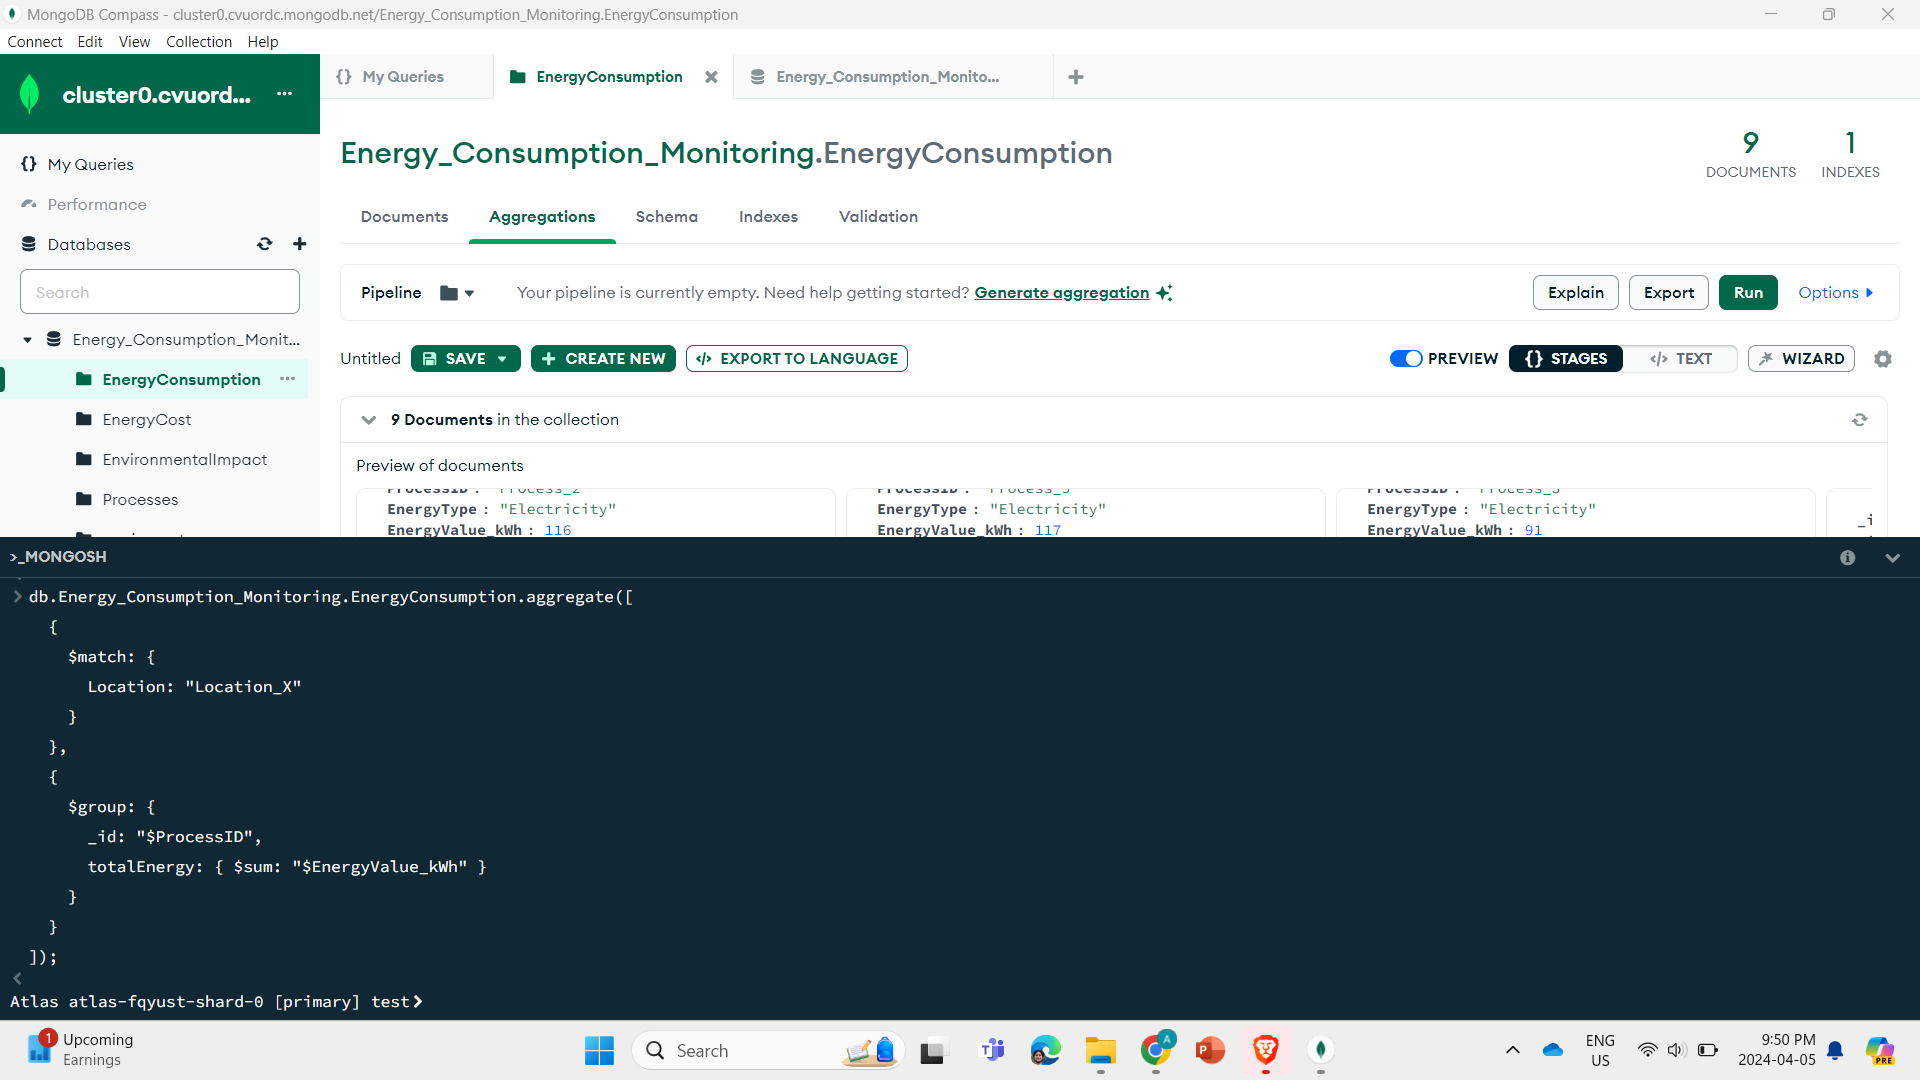 MongoDB Compass - cluster0.cvuordc.mongodb.net/Energy_Consumption_Monitoring.EnergyConsumption
Connect Edit View Collection Help
cluster0.cvuord... ...
{} My Queries
EnergyConsumption
Energy_Consumption_Monito...
{} My Queries
Performance
Databases
Search
Energy_Consumption_Monit...
EnergyConsumption ...
EnergyCost
EnvironmentalImpact
Processes
Energy_Consumption_Monitoring.EnergyConsumption
9
DOCUMENTS
1
INDEXES
Documents Aggregations Schema Indexes Validation
Pipeline Your pipeline is currently empty. Need help getting started? Generate aggregation Explain Export Run Options
Untitled SAVE + CREATE NEW </> EXPORT TO LANGUAGE PREVIEW {} STAGES </> TEXT WIZARD
9 Documents in the collection
Preview of documents
ProcessID : "Process_2"
EnergyType : "Electricity"
EnergyValue_kWh : 116
EnergyType : "Electricity"
EnergyValue_kWh : 117
ProcessID : "Process_3"
EnergyType : "Electricity"
EnergyValue_kWh : 91
_i
>_MONGOSH
> db.Energy_Consumption_Monitoring.EnergyConsumption.aggregate([
{
$match: {
Location: "Location_X"
}
},
{
$group: {
_id: "$ProcessID",
totalEnergy: { $sum: "$EnergyValue_kWh" }
}
}
]);
<
Atlas atlas-fqyust-shard-0 [primary] test>
1
Upcoming
Earnings
Search
A
P
ENG
US
9:50 PM
2024-04-05
PRE